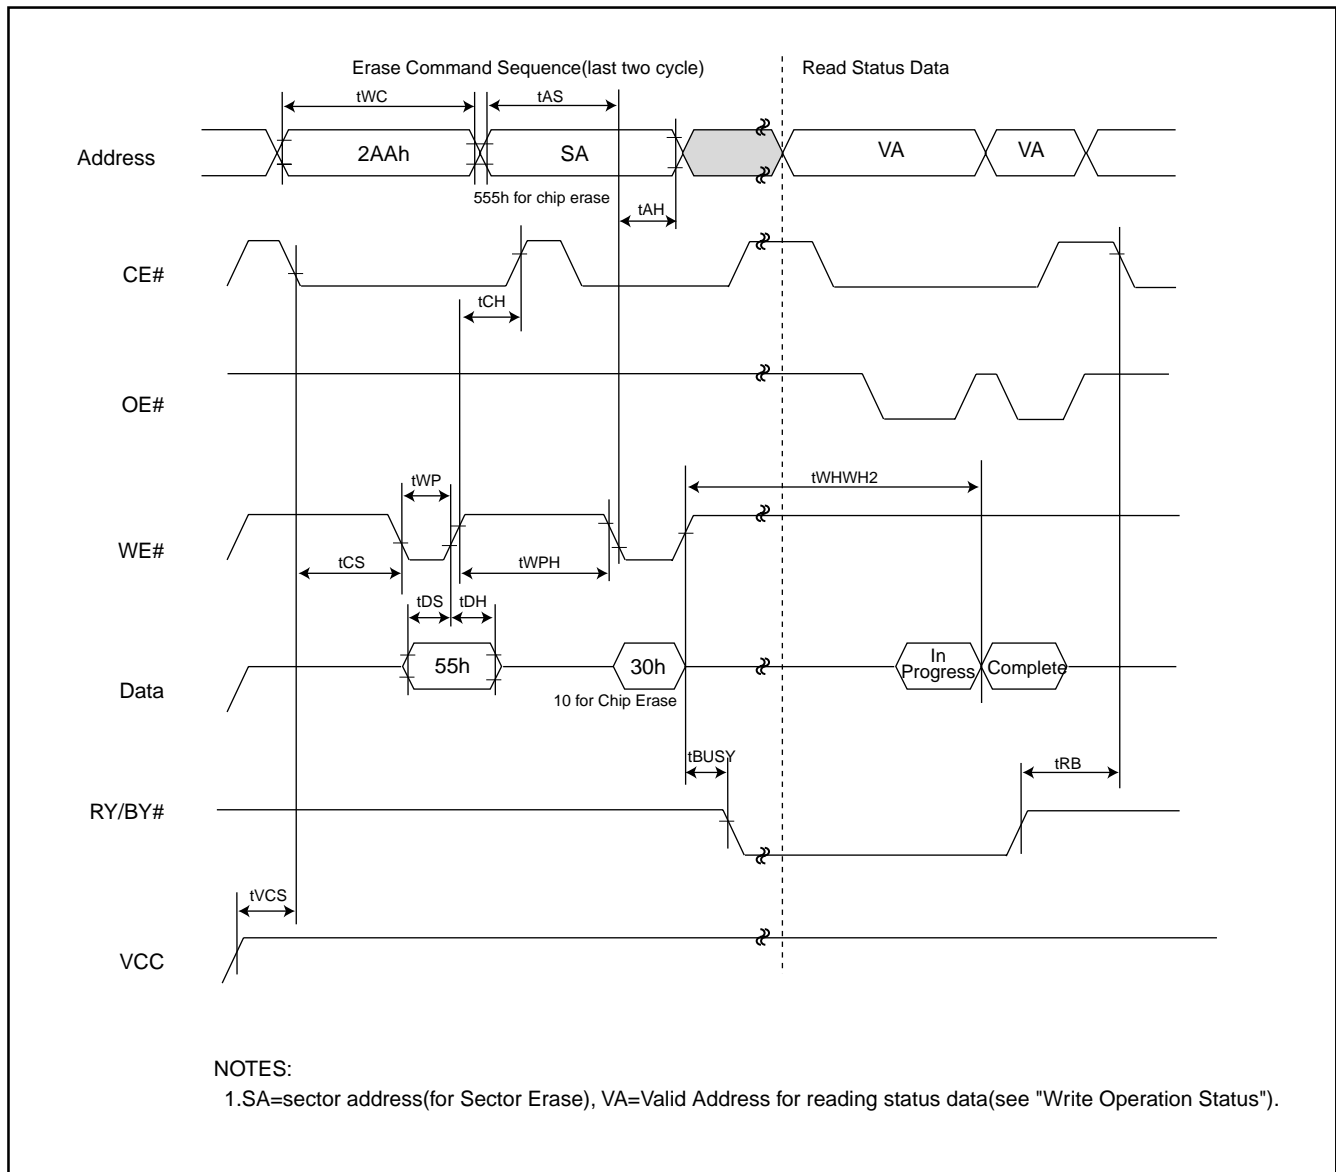 Erase Command Sequence(last two cycle)
Read Status Data
tWC
tAS
Address
2AAh
SA
VA
VA
555h for chip erase
tAH
CE#
tCH
OE#
tWP
tWHWH2
WE#
tCS
tWPH
tDS
tDH
Data
55h
30h
In
Progress
Complete
10 for Chip Erase
tBUSY
tRB
RY/BY#
tVCS
VCC
NOTES:
1.SA=sector address(for Sector Erase), VA=Valid Address for reading status data(see "Write Operation Status").